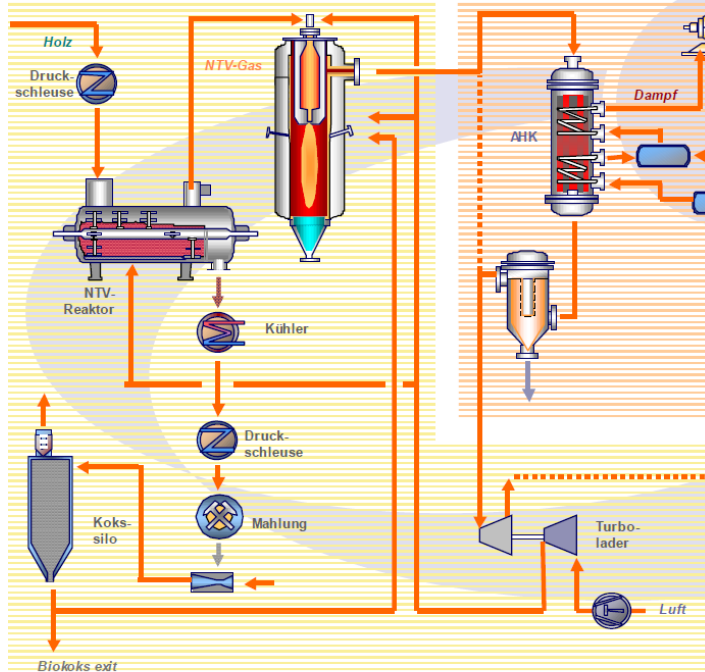 Holz
Druck-
schleuse
NTV-Gas
Dampf
AHK
NTV-
Reaktor
Kühler
Druck-
schleuse
Mahlung
Koks-
silo
Turbo-
lader
Luft
Biokoks exit